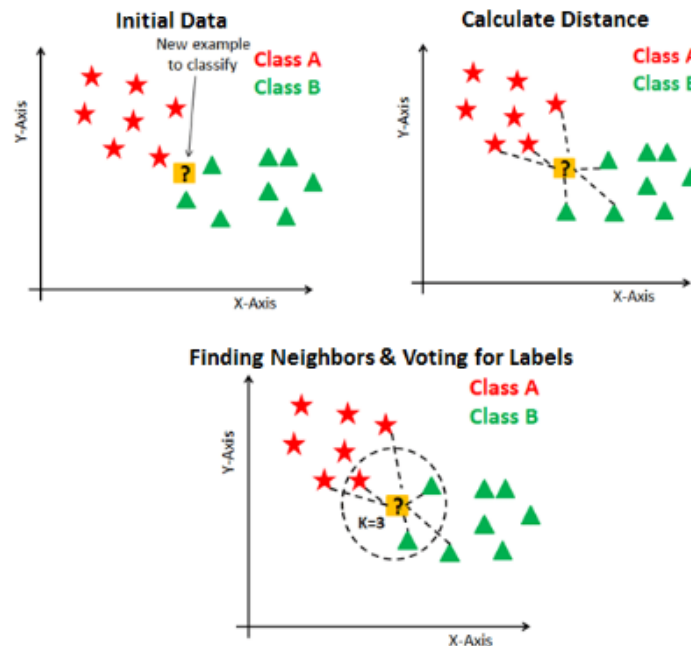 Initial Data
New example
to classify
Class A
Class B
?
Y-Axis
X-Axis
Calculate Distance
Class A
Class B
?
Y-Axis
X-Axis
Finding Neighbors & Voting for Labels
Class A
Class B
?
K=3
Y-Axis
X-Axis